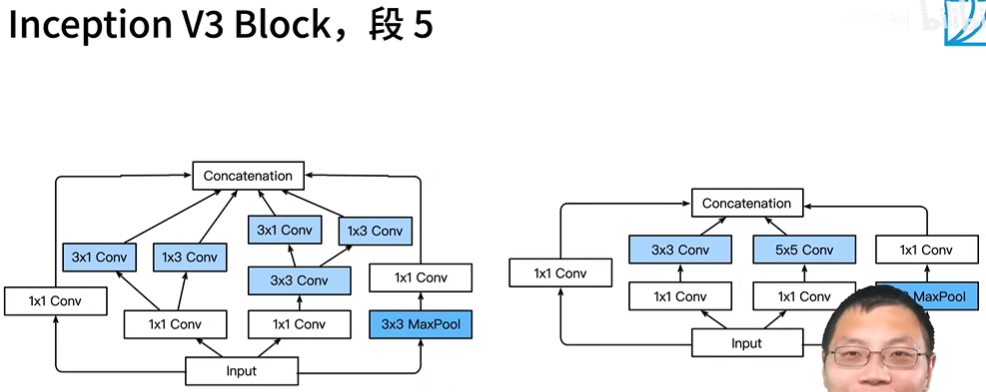 Inception V3 Block，段 5
Concatenation
3x1 Conv
1x3 Conv
3x1 Conv
1x3 Conv
3x3 Conv
1x1 Conv
1x1 Conv
1x1 Conv
1x1 Conv
3x3 MaxPool
Input
Concatenation
3x3 Conv
5x5 Conv
1x1 Conv
1x1 Conv
1x1 Conv
1x1 Conv
MaxPool
Input